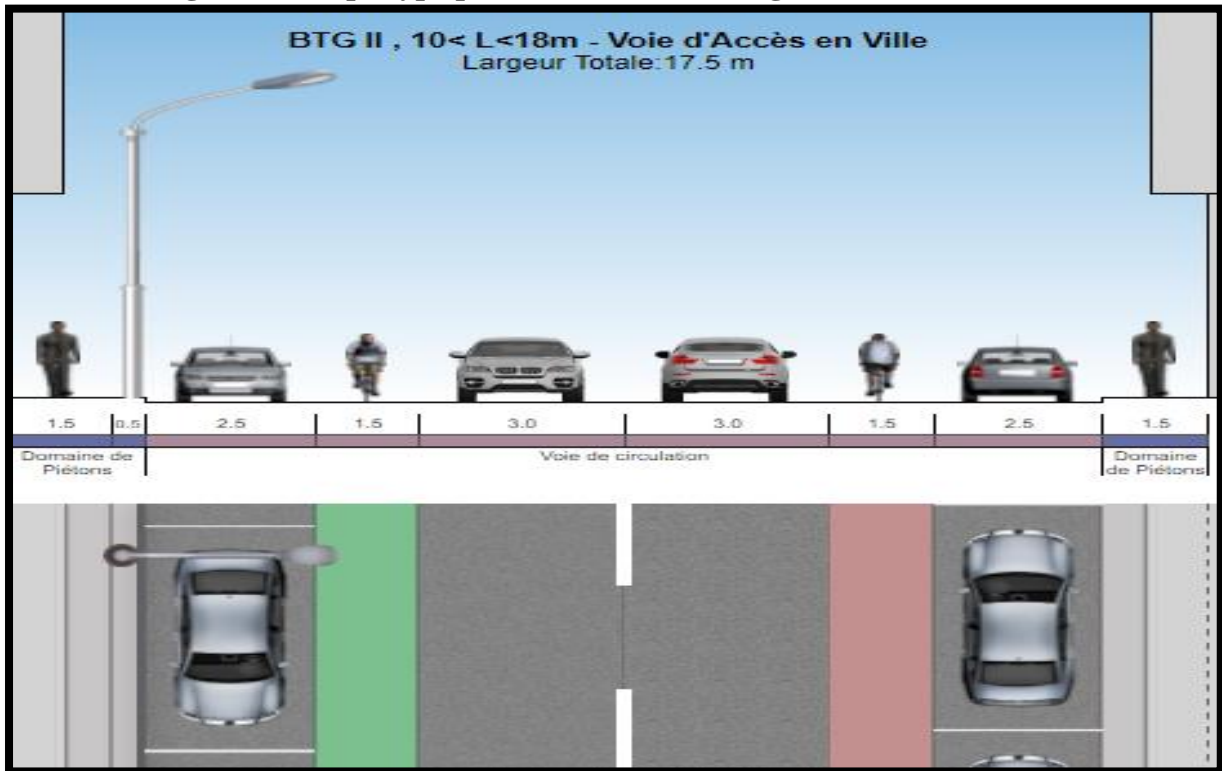 BTG II , 10< L<18m - Voie d'Accès en Ville
Largeur Totale:17.5 m
1.5 0.5 2.5 1.5 3.0 3.0 1.5 2.5 1.5
Domaine de Piétons
Voie de circulation
Domaine de Piétons